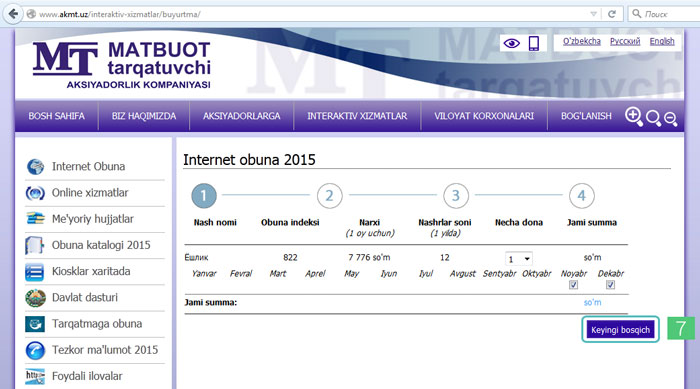 www.akmt.uz/interaktiv-xizmatlar/buyurtma/
Поиск
MT MATBUOT
tarqatuvchi
AKSIYADORLIK KOMPANIYASI
MT MATBUOT
tarqatuvchi
O'zbekcha Русский English
BOSH SAHIFA BIZ HAQIMIZDA AKSIYADORLARGA INTERAKTIV XIZMATLAR VILOYAT KORXONALARI BOG'LANISH
Internet Obuna
Online xizmatlar
Me'yoriy hujjatlar
Obuna katalogi 2015
Kiosklar xaritada
Davlat dasturi
Tarqatmaga obuna
Tezkor ma'lumot 2015
http Foydali ilovalar
Internet obuna 2015
1 2 3 4
Nash nomi Obuna indeksi Narxi Nashrlar soni Necha dona Jami summa
(1 oy uchun) (1 yilda)
Ёшлик 822 7 776 so'm 12 1 so'm
Yanvar Fevral Mart Aprel May Iyun Iyul Avgust Sentyabr Oktyabr Noyabr Dekabr
Jami summa: so'm
Keyingi bosqich 7